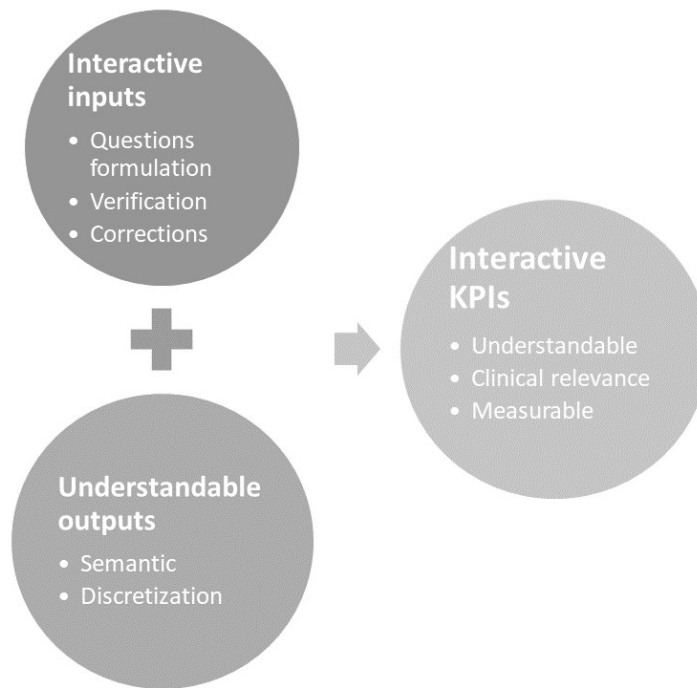 Interactive
inputs
• Questions
formulation
• Verification
• Corrections
Understandable
outputs
• Semantic
• Discretization
Interactive
KPIs
• Understandable
• Clinical relevance
• Measurable